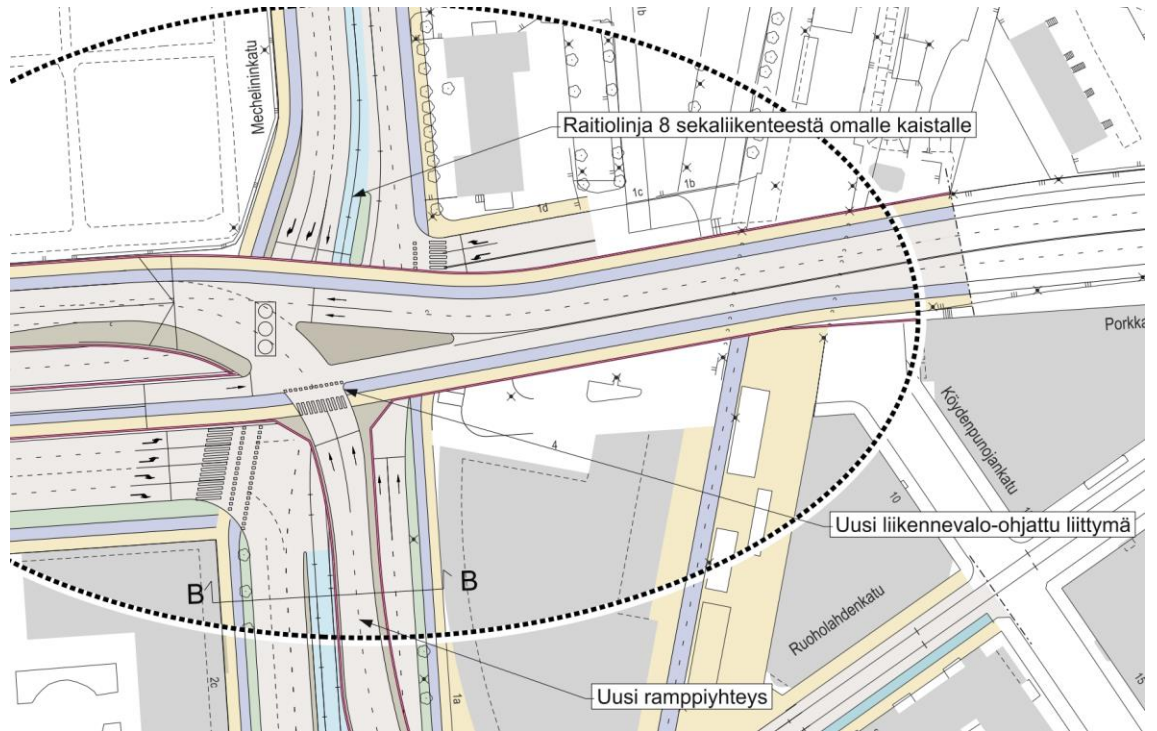 Mechelininkatu
1b
Raitiolinja 8 sekaliikenteestä omalle kaistalle
1d
1c
1b
Porkka
Köydenpunojankatu
4
10
Uusi liikennevalo-ohjattu liittymä
B
B
Ruoholahdenkatu
2c
1a
Uusi ramppiyhteys
15